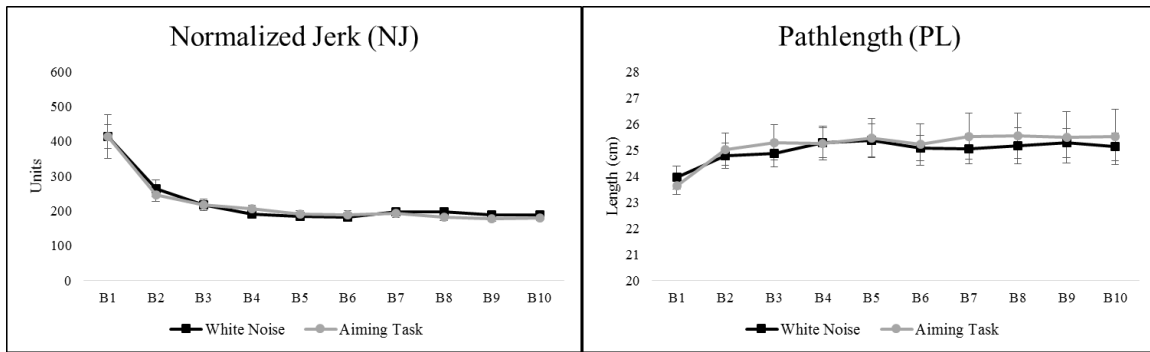 Normalized Jerk (NJ)
600
500
400
300
200
100
0
Units
B1 B2 B3 B4 B5 B6 B7 B8 B9 B10
White Noise Aiming Task
Pathlength (PL)
28
27
26
25
24
23
22
21
20
Length (cm)
B1 B2 B3 B4 B5 B6 B7 B8 B9 B10
White Noise Aiming Task